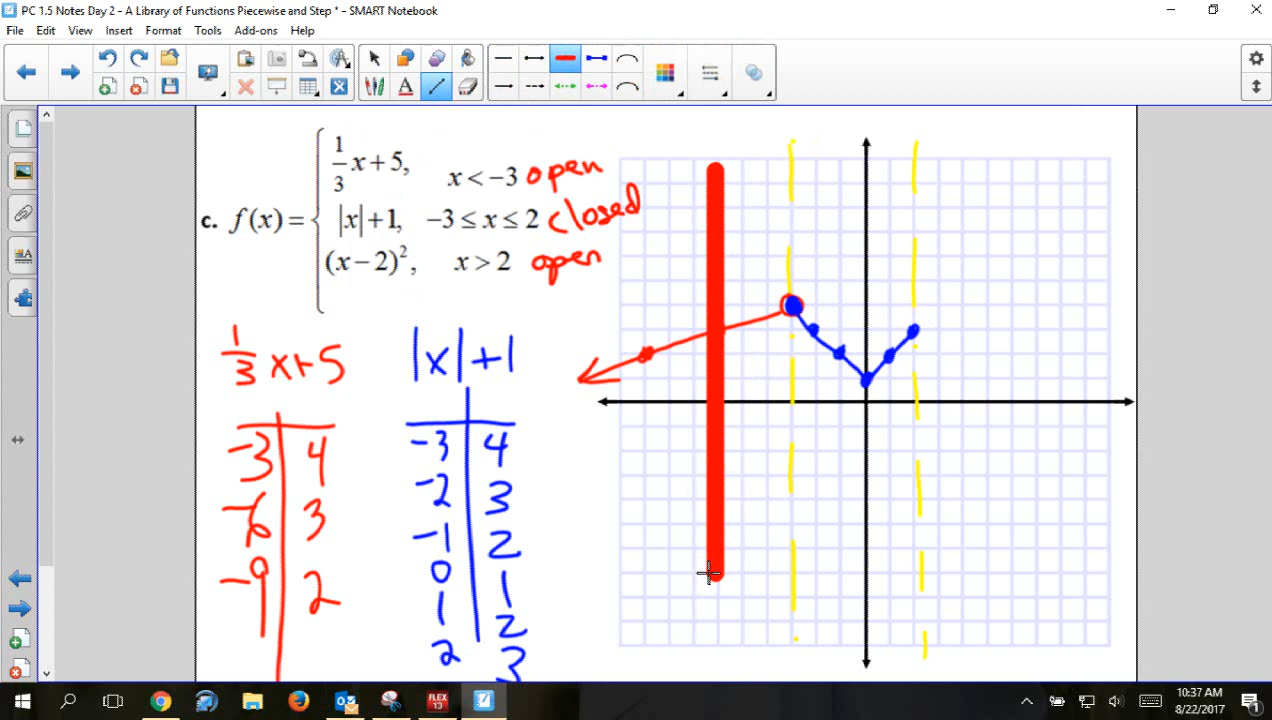 PC 1.5 Notes Day 2 - A Library of Functions Piecewise and Step * - SMART Notebook
File Edit View Insert Format Tools Add-ons Help
c. f(x) = { 1/3 x + 5, x < −3 open
|x| + 1, −3 ≤ x ≤ 2 closed
(x − 2)², x > 2 open
1/3 x + 5 |x| + 1
-3 4 -3 4
-6 3 -2 3
-9 2 -1 2
0 1
1 2
2 3
FLEX 13
10:37 AM
8/22/2017
1